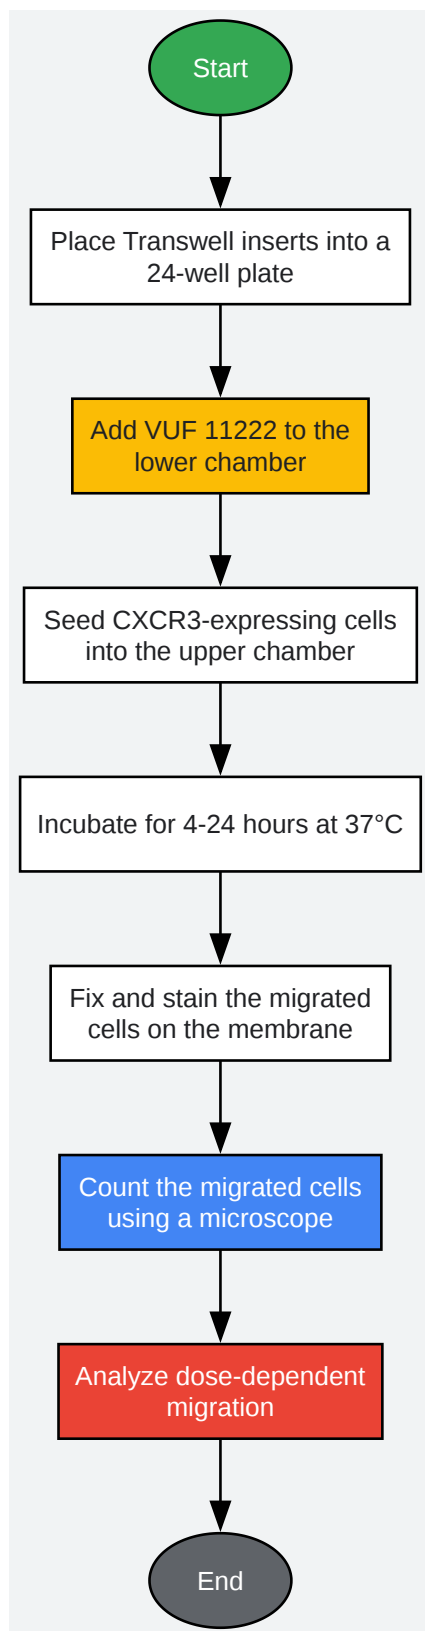 Start
Place Transwell inserts into a
24-well plate
Add VUF 11222 to the
lower chamber
Seed CXCR3-expressing cells
into the upper chamber
Incubate for 4-24 hours at 37°C
Fix and stain the migrated
cells on the membrane
Count the migrated cells
using a microscope
Analyze dose-dependent
migration
End